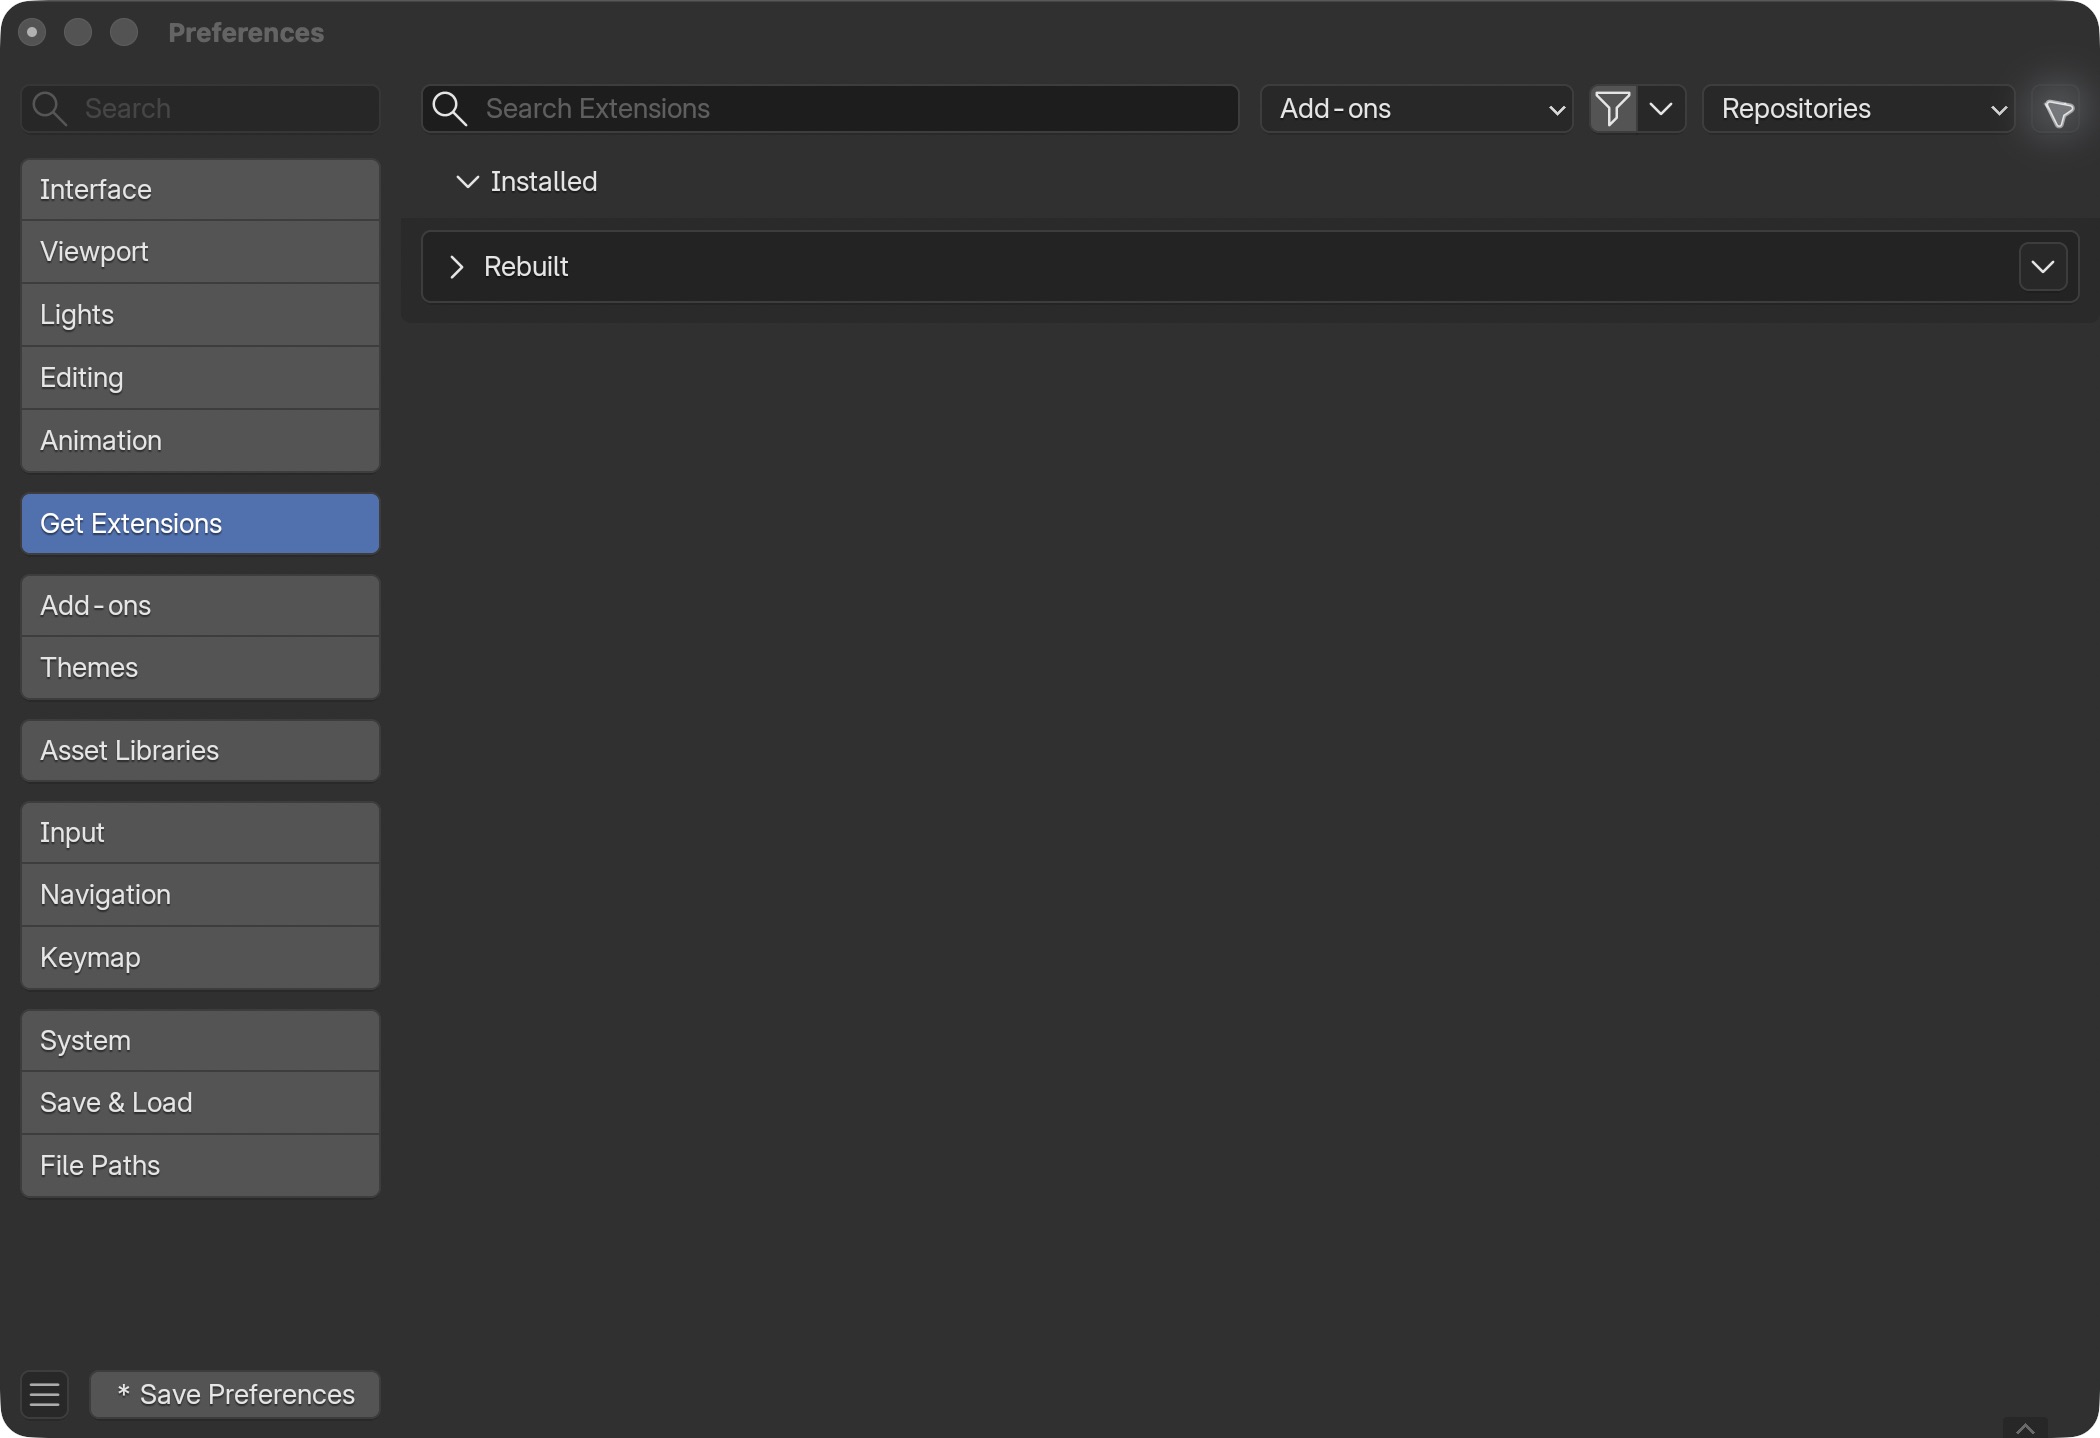 Preferences
Search
Search Extensions
Add-ons
Repositories
Installed
Rebuilt
Interface
Viewport
Lights
Editing
Animation
Get Extensions
Add-ons
Themes
Asset Libraries
Input
Navigation
Keymap
System
Save & Load
File Paths
* Save Preferences